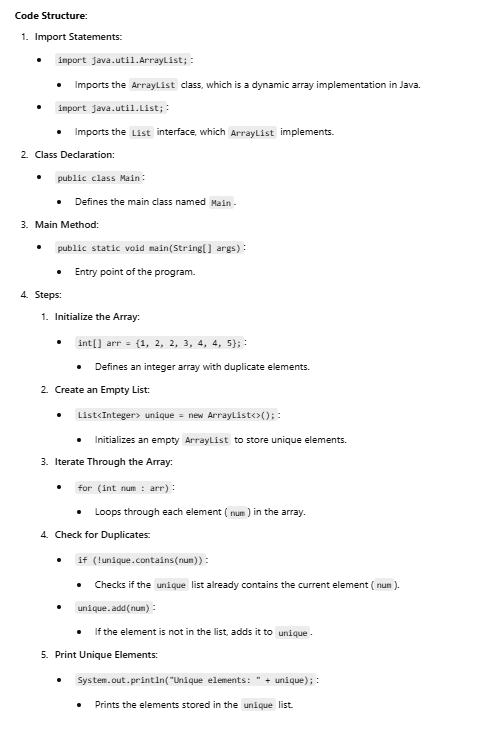 Code Structure:
1. Import Statements:
• import java.util.ArrayList; :
• Imports the ArrayList class, which is a dynamic array implementation in Java.
• import java.util.List; :
• Imports the List interface, which ArrayList implements.
2. Class Declaration:
• public class Main :
• Defines the main class named Main .
3. Main Method:
• public static void main(String[] args) :
• Entry point of the program.
4. Steps:
1. Initialize the Array:
• int[] arr = {1, 2, 2, 3, 4, 4, 5}; :
• Defines an integer array with duplicate elements.
2. Create an Empty List:
• List<Integer> unique = new ArrayList<>(); :
• Initializes an empty ArrayList to store unique elements.
3. Iterate Through the Array:
• for (int num : arr) :
• Loops through each element ( num ) in the array.
4. Check for Duplicates:
• if (!unique.contains(num)) :
• Checks if the unique list already contains the current element ( num ).
• unique.add(num) :
• If the element is not in the list, adds it to unique .
5. Print Unique Elements:
• System.out.println("Unique elements: " + unique); :
• Prints the elements stored in the unique list.